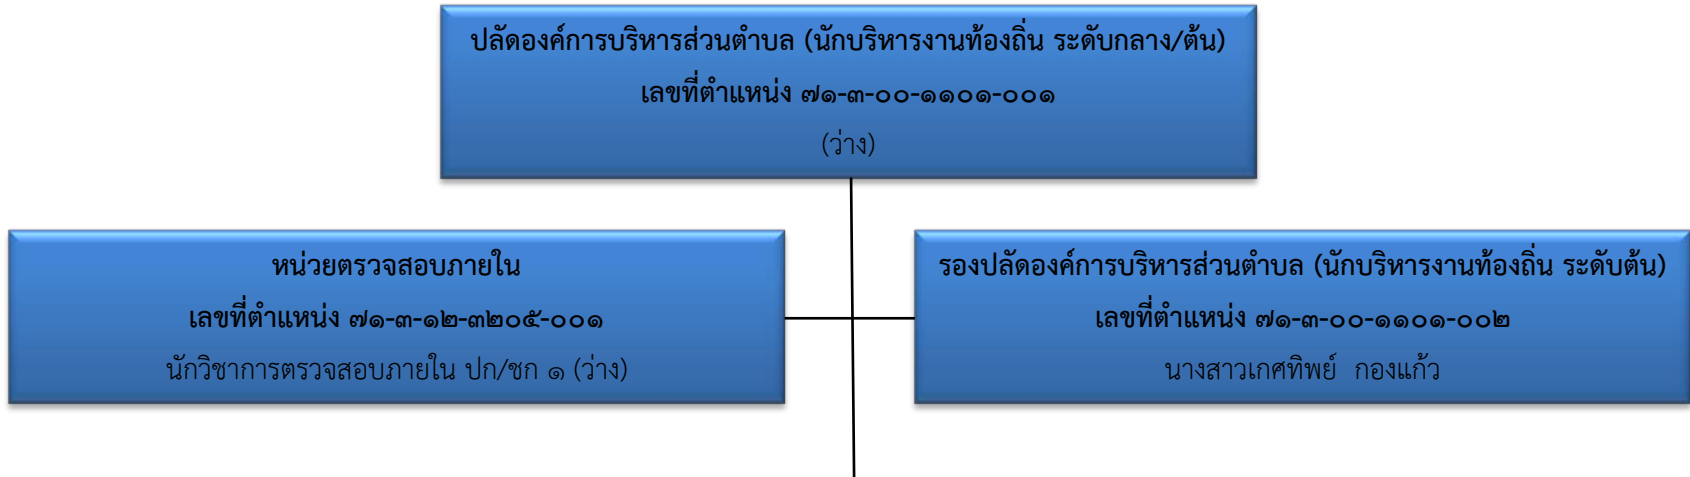 ปลัดองค์การบริหารส่วนตำบล (นักบริหารงานท้องถิ่น ระดับกลาง/ต้น)
เลขที่ตำแหน่ง ๗๑-๓-๐๐-๑๑๐๑-๐๐๑
(ว่าง)
หน่วยตรวจสอบภายใน
เลขที่ตำแหน่ง ๗๑-๓-๑๒-๓๒๐๕-๐๐๑
นักวิชาการตรวจสอบภายใน ปก/ชก ๑ (ว่าง)
รองปลัดองค์การบริหารส่วนตำบล (นักบริหารงานท้องถิ่น ระดับต้น)
เลขที่ตำแหน่ง ๗๑-๓-๐๐-๑๑๐๑-๐๐๒
นางสาวเกศทิพย์  กองแก้ว